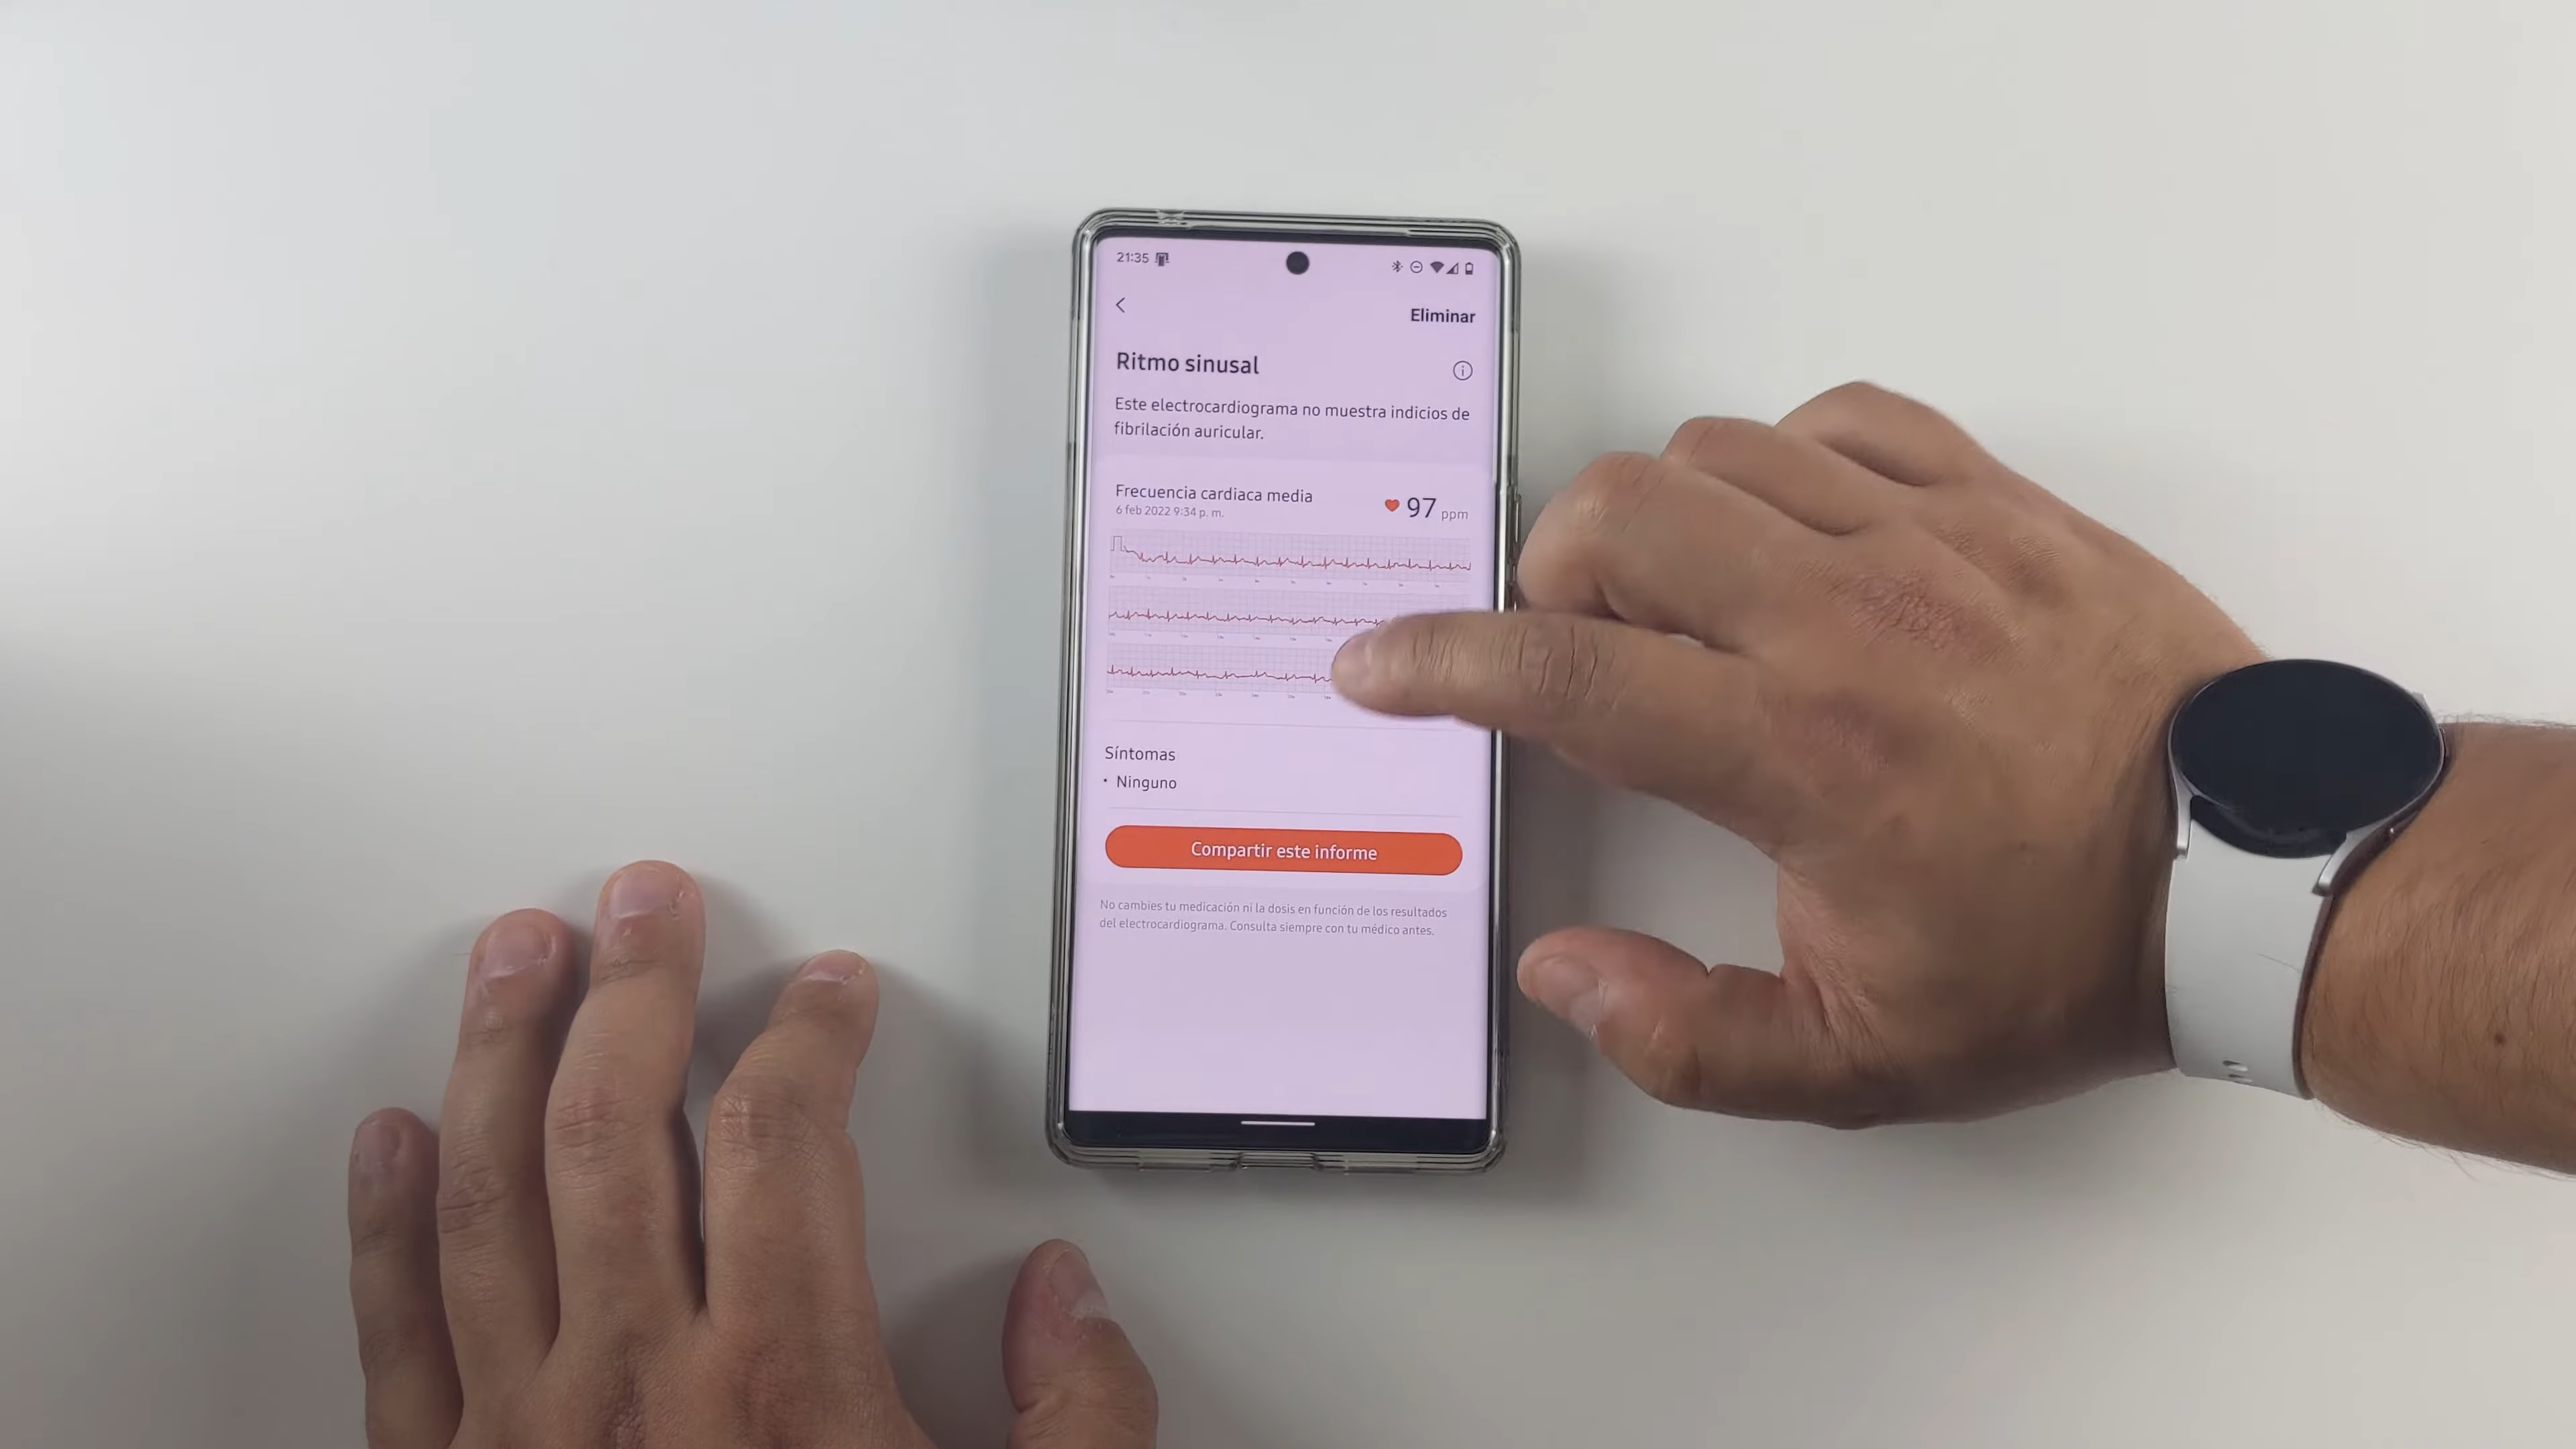 21:35
Eliminar
Ritmo sinusal
Este electrocardiograma no muestra indicios de
fibrilación auricular.
Frecuencia cardiaca media
97 ppm
6 feb 2022 9:34 p. m.
Síntomas
• Ninguno
Compartir este informe
No cambies tu medicación ni la dosis en función de los resultados
del electrocardiograma. Consulta siempre con tu médico antes.